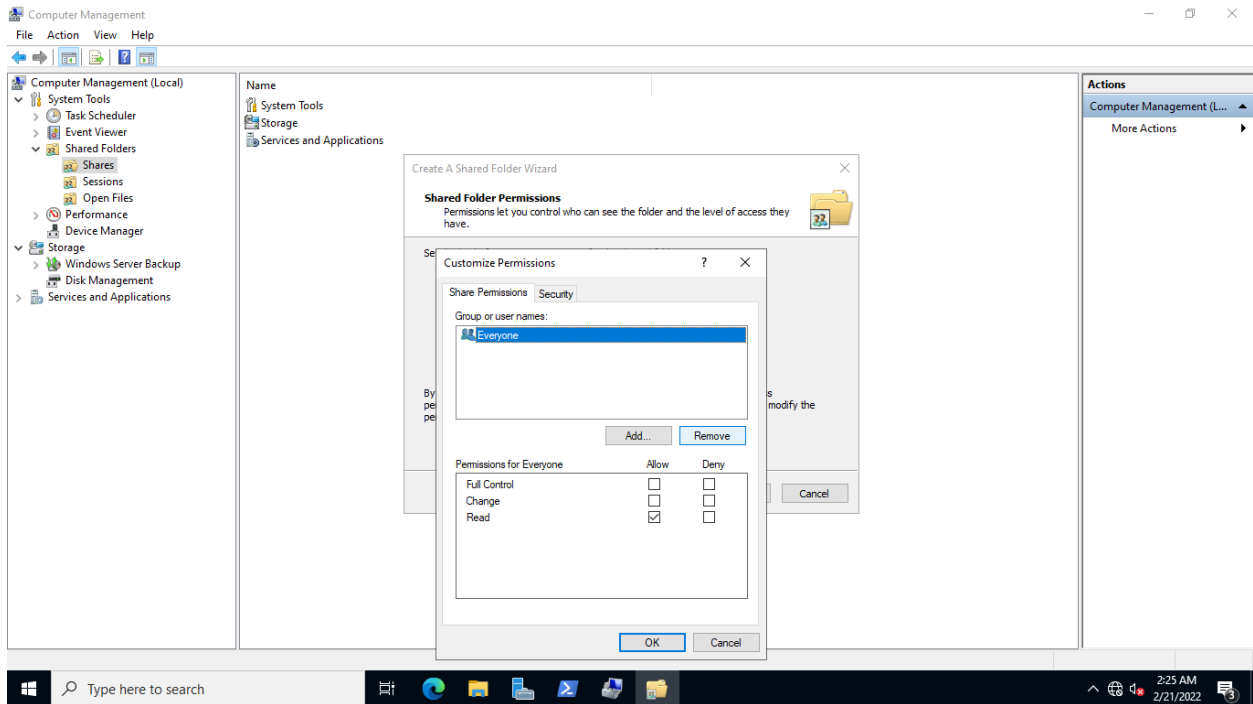 Computer Management
File Action View Help
Computer Management (Local)
System Tools
Task Scheduler
Event Viewer
Shared Folders
Shares
Sessions
Open Files
Performance
Device Manager
Storage
Windows Server Backup
Disk Management
Services and Applications
Name
System Tools
Storage
Services and Applications
Actions
Computer Management (L...
More Actions
Create A Shared Folder Wizard
Shared Folder Permissions
Permissions let you control who can see the folder and the level of access they
have.
Se
By
pe
pe
s
modify the
Cancel
Customize Permissions
?
Share Permissions Security
Group or user names:
Everyone
Add... Remove
Permissions for Everyone Allow Deny
Full Control
Change
Read
OK Cancel
Type here to search
2:25 AM
2/21/2022
3